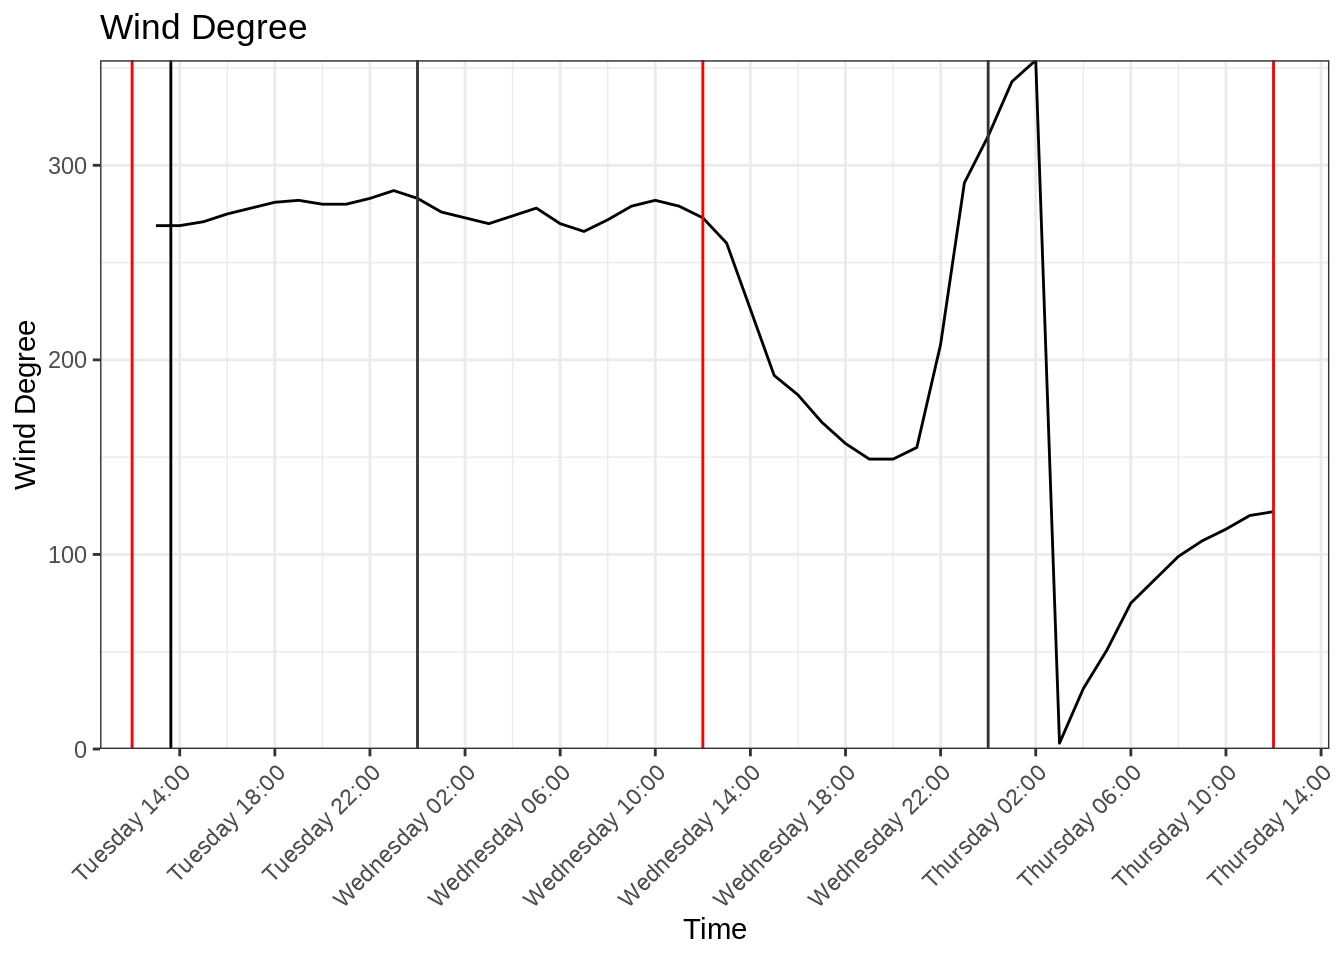 Wind Degree
Wind Degree
300
200
100
0
Tuesday 14:00
Tuesday 18:00
Tuesday 22:00
Wednesday 02:00
Wednesday 06:00
Wednesday 10:00
Wednesday 14:00
Wednesday 18:00
Wednesday 22:00
Thursday 02:00
Thursday 06:00
Thursday 10:00
Thursday 14:00
Time